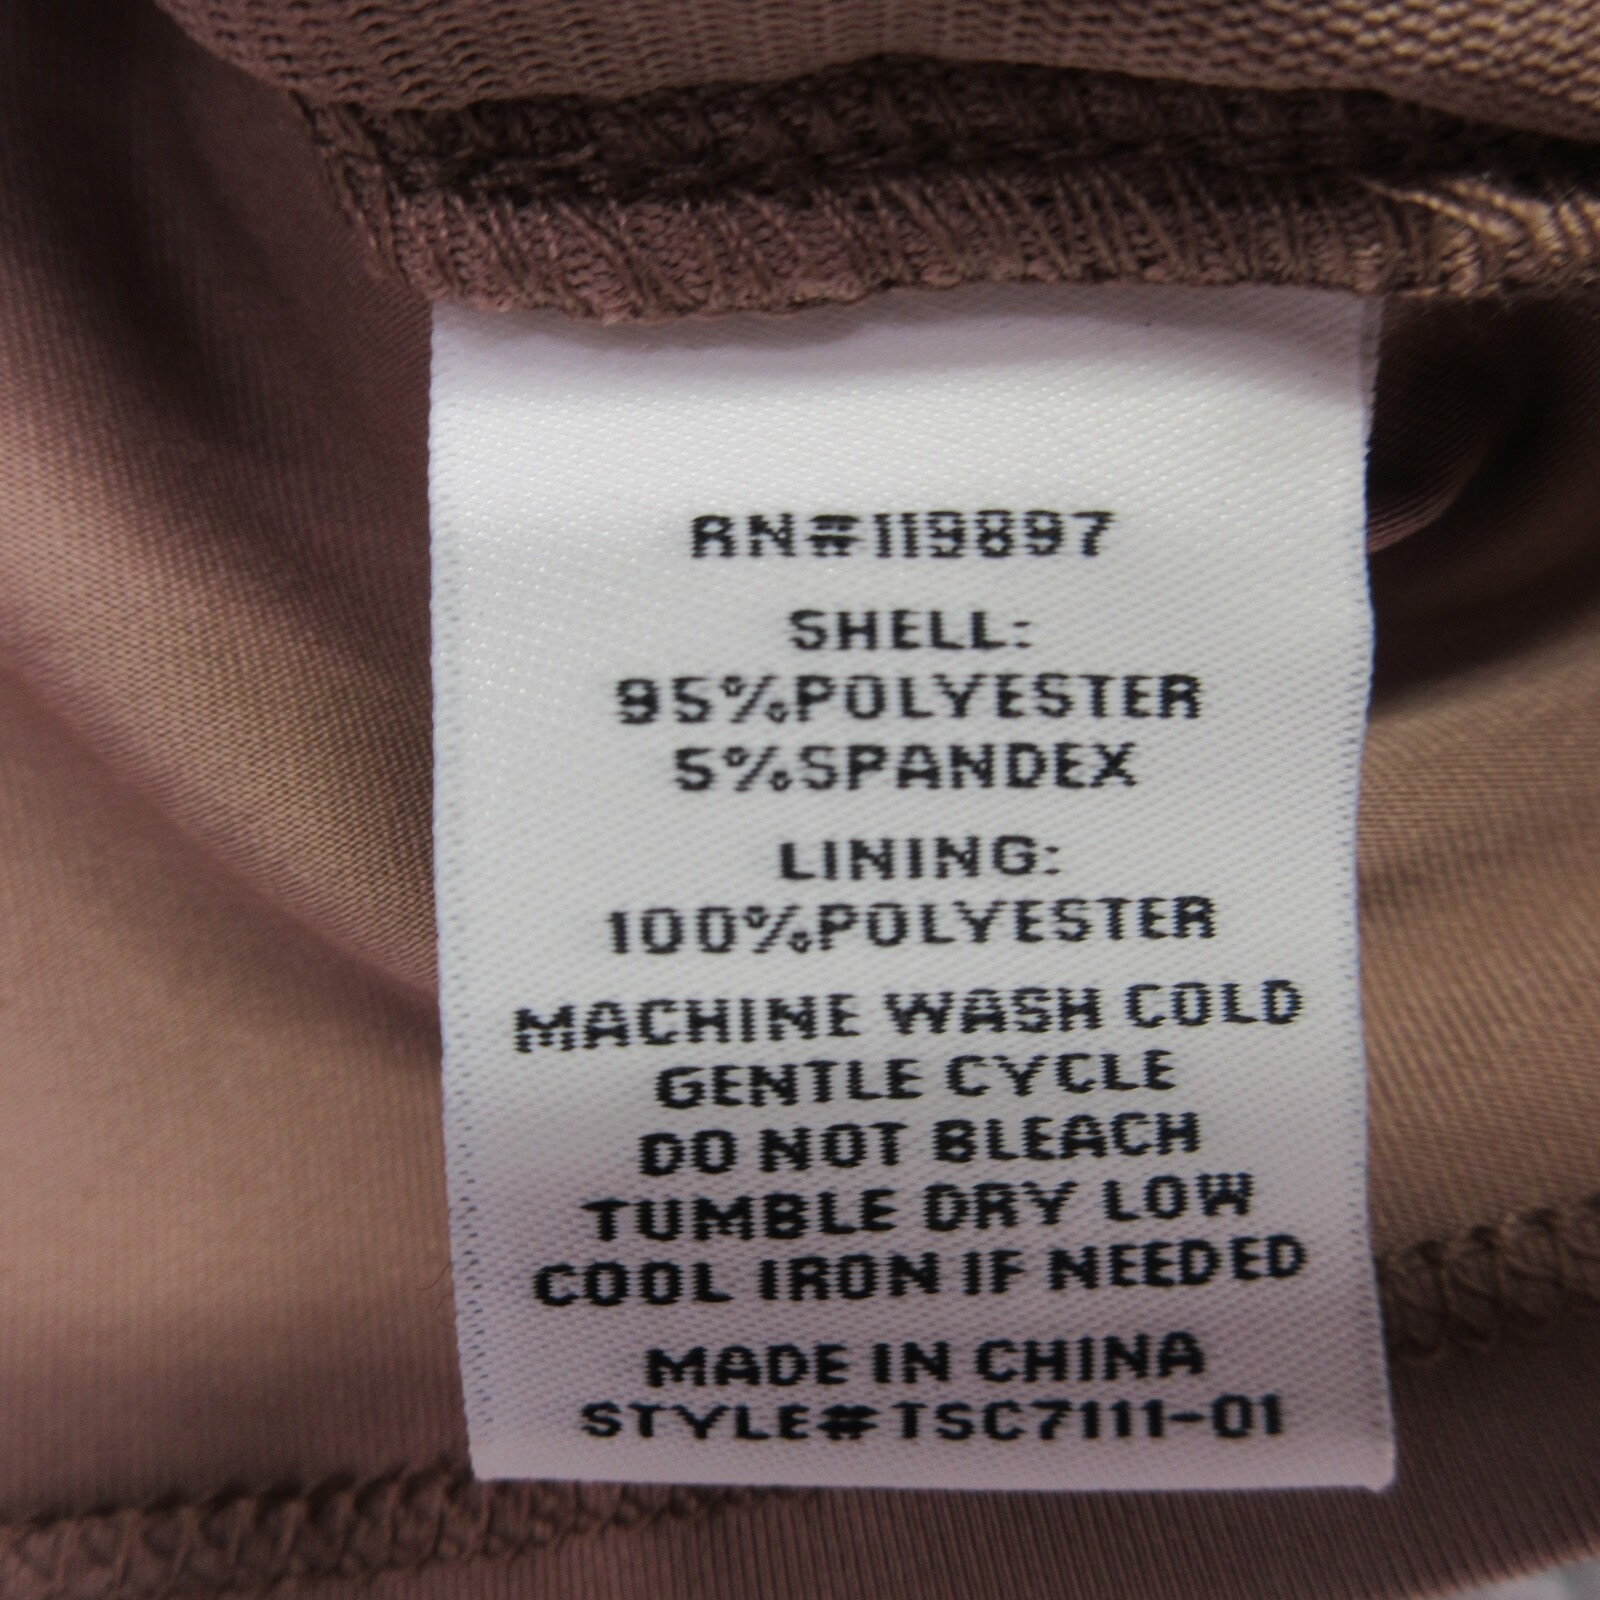 RN#119897
SHELL:
95%POLYESTER
5%SPANDEX
LINING:
100%POLYESTER
MACHINE WASH COLD
GENTLE CYCLE
DO NOT BLEACH
TUMBLE DRY LOW
COOL IRON IF NEEDED
MADE IN CHINA
STYLE#TSC7111-01